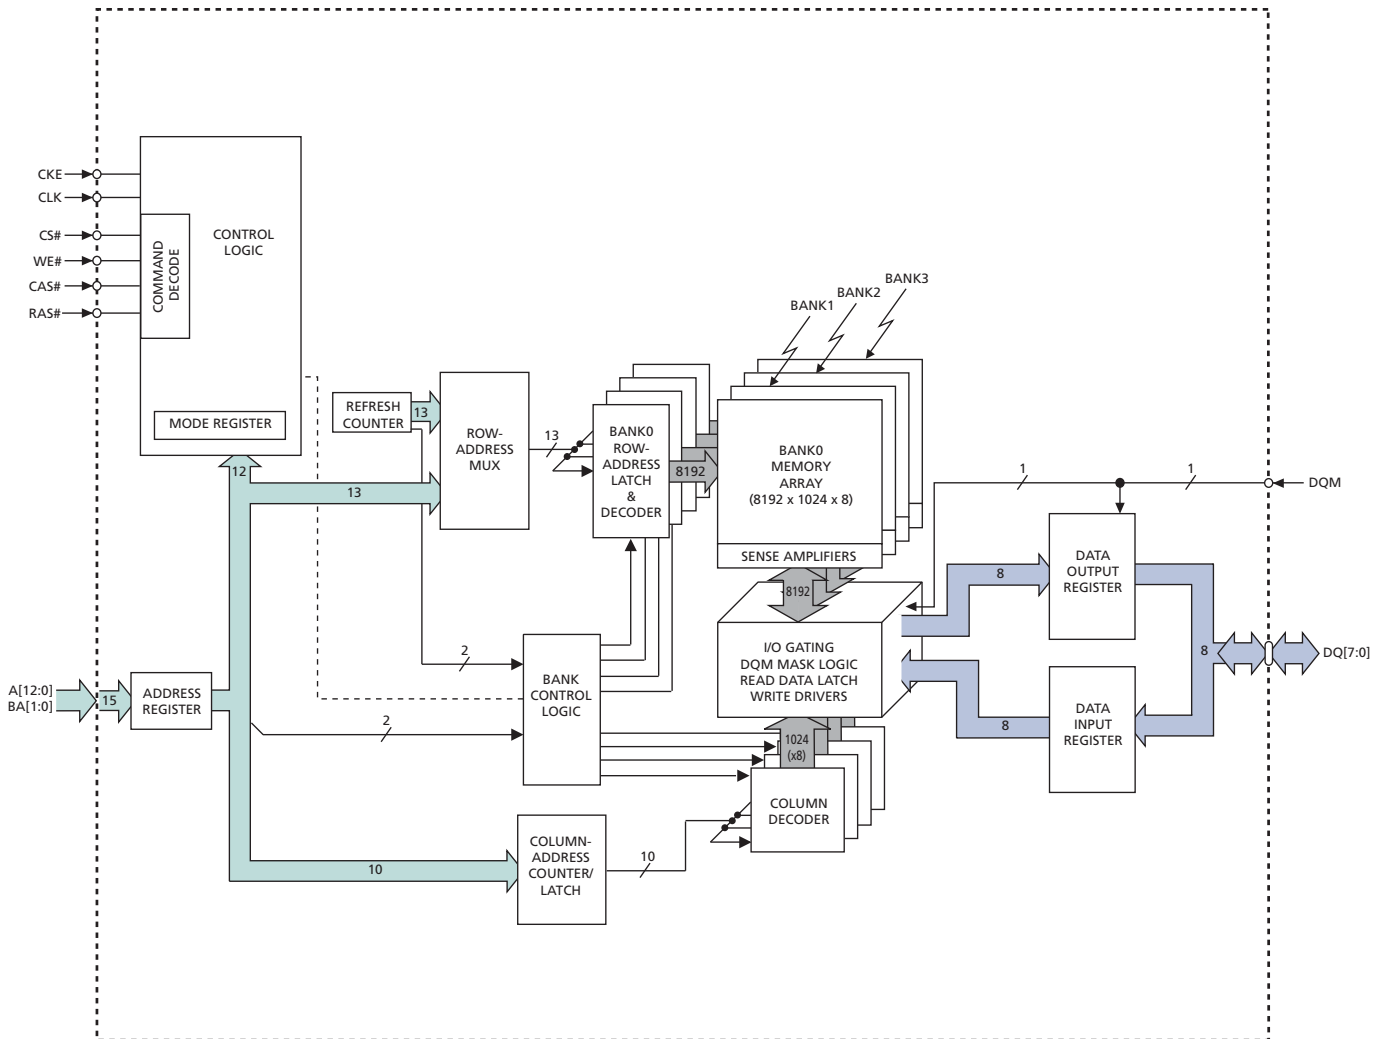 CKE
CLK
CS#
WE#
CAS#
RAS#
COMMAND
DECODE
CONTROL
LOGIC
MODE REGISTER
12
BANK1
BANK2
BANK3
REFRESH
COUNTER
13
13
ROW-
ADDRESS
MUX
13
BANK0
ROW-
ADDRESS
LATCH
&
DECODER
8192
BANK0
MEMORY
ARRAY
(8192 x 1024 x 8)
SENSE AMPLIFIERS
8192
1
1
DQM
DATA
OUTPUT
REGISTER
8
8
DQ[7:0]
I/O GATING
DQM MASK LOGIC
READ DATA LATCH
WRITE DRIVERS
DATA
INPUT
REGISTER
8
A[12:0]
BA[1:0]
15
ADDRESS
REGISTER
2
2
BANK
CONTROL
LOGIC
1024
(x8)
COLUMN
DECODER
10
COLUMN-
ADDRESS
COUNTER/
LATCH
10